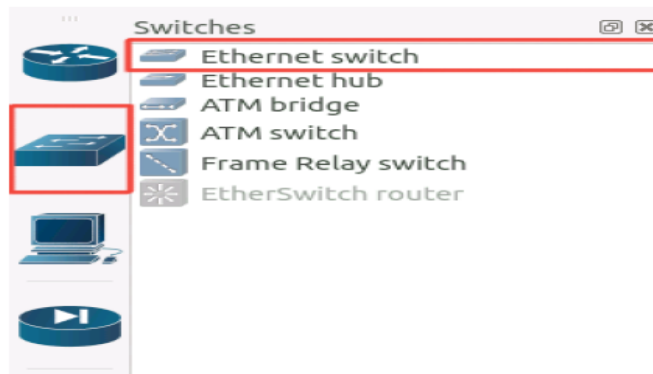 Switches
Ethernet switch
Ethernet hub
ATM bridge
ATM switch
Frame Relay switch
EtherSwitch router